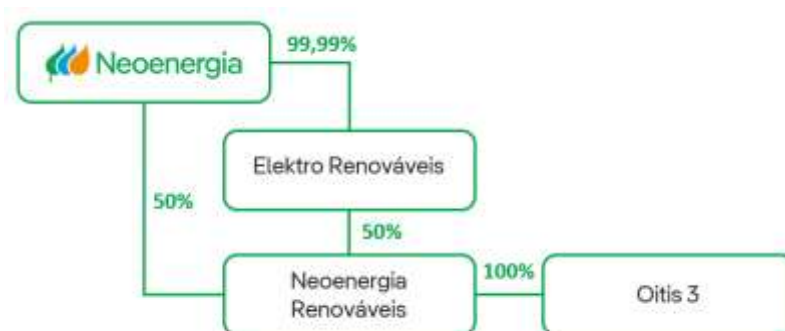 Neoenergia
99,99%
Elektro Renováveis
50%
50%
Neoenergia
Renováveis
100%
Oitis 3